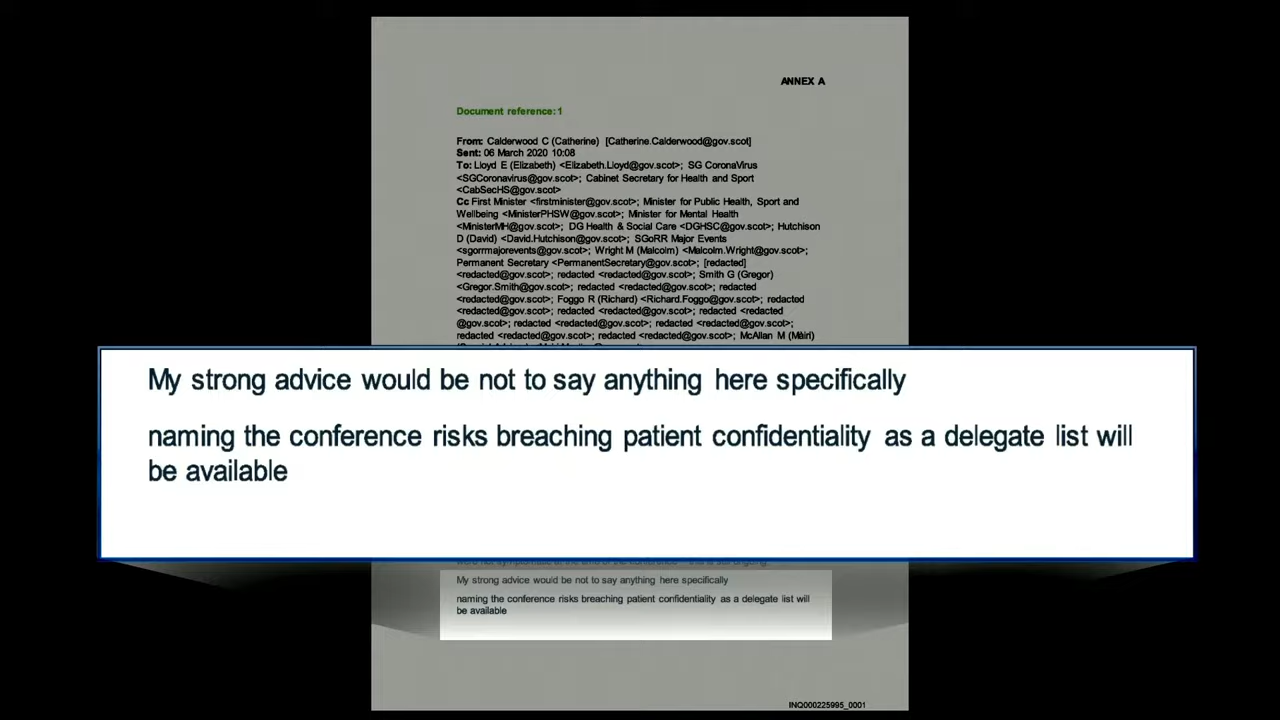 ANNEX A
Document reference: 1
From: Calderwood C (Catherine) [Catherine.Calderwood@gov.scot]
Sent: 06 March 2020 10:08
To: Lloyd E (Elizabeth) <Elizabeth.Lloyd@gov.scot>; SG CoronaVirus
<SGCoronavirus@gov.scot>; Cabinet Secretary for Health and Sport
<CabSecHS@gov.scot>
Cc First Minister <firstminister@gov.scot>; Minister for Public Health, Sport and
Wellbeing <MinisterPHSW@gov.scot>; Minister for Mental Health
<MinisterMH@gov.scot>; DG Health & Social Care <DGHSC@gov.scot>; Hutchison
D (David) <David.Hutchison@gov.scot>; SGoRR Major Events
<sgorrmajorevents@gov.scot>; Wright M (Malcolm) <Malcolm.Wright@gov.scot>;
Permanent Secretary <PermanentSecretary@gov.scot>; [redacted]
<redacted@gov.scot>; redacted <redacted@gov.scot>; Smith G (Gregor)
<Gregor.Smith@gov.scot>; redacted <redacted@gov.scot>; redacted
<redacted@gov.scot>; Foggo R (Richard) <Richard.Foggo@gov.scot>; redacted
<redacted@gov.scot>; redacted <redacted@gov.scot>; redacted <redacted
@gov.scot>; redacted <redacted@gov.scot>; redacted <redacted@gov.scot>;
redacted <redacted@gov.scot>; redacted <redacted@gov.scot>; McAllan M (Màiri)
My strong advice would be not to say anything here specifically
naming the conference risks breaching patient confidentiality as a delegate list will
be available
My strong advice would be not to say anything here specifically
naming the conference risks breaching patient confidentiality as a delegate list will
be available
INQ000225995_0001